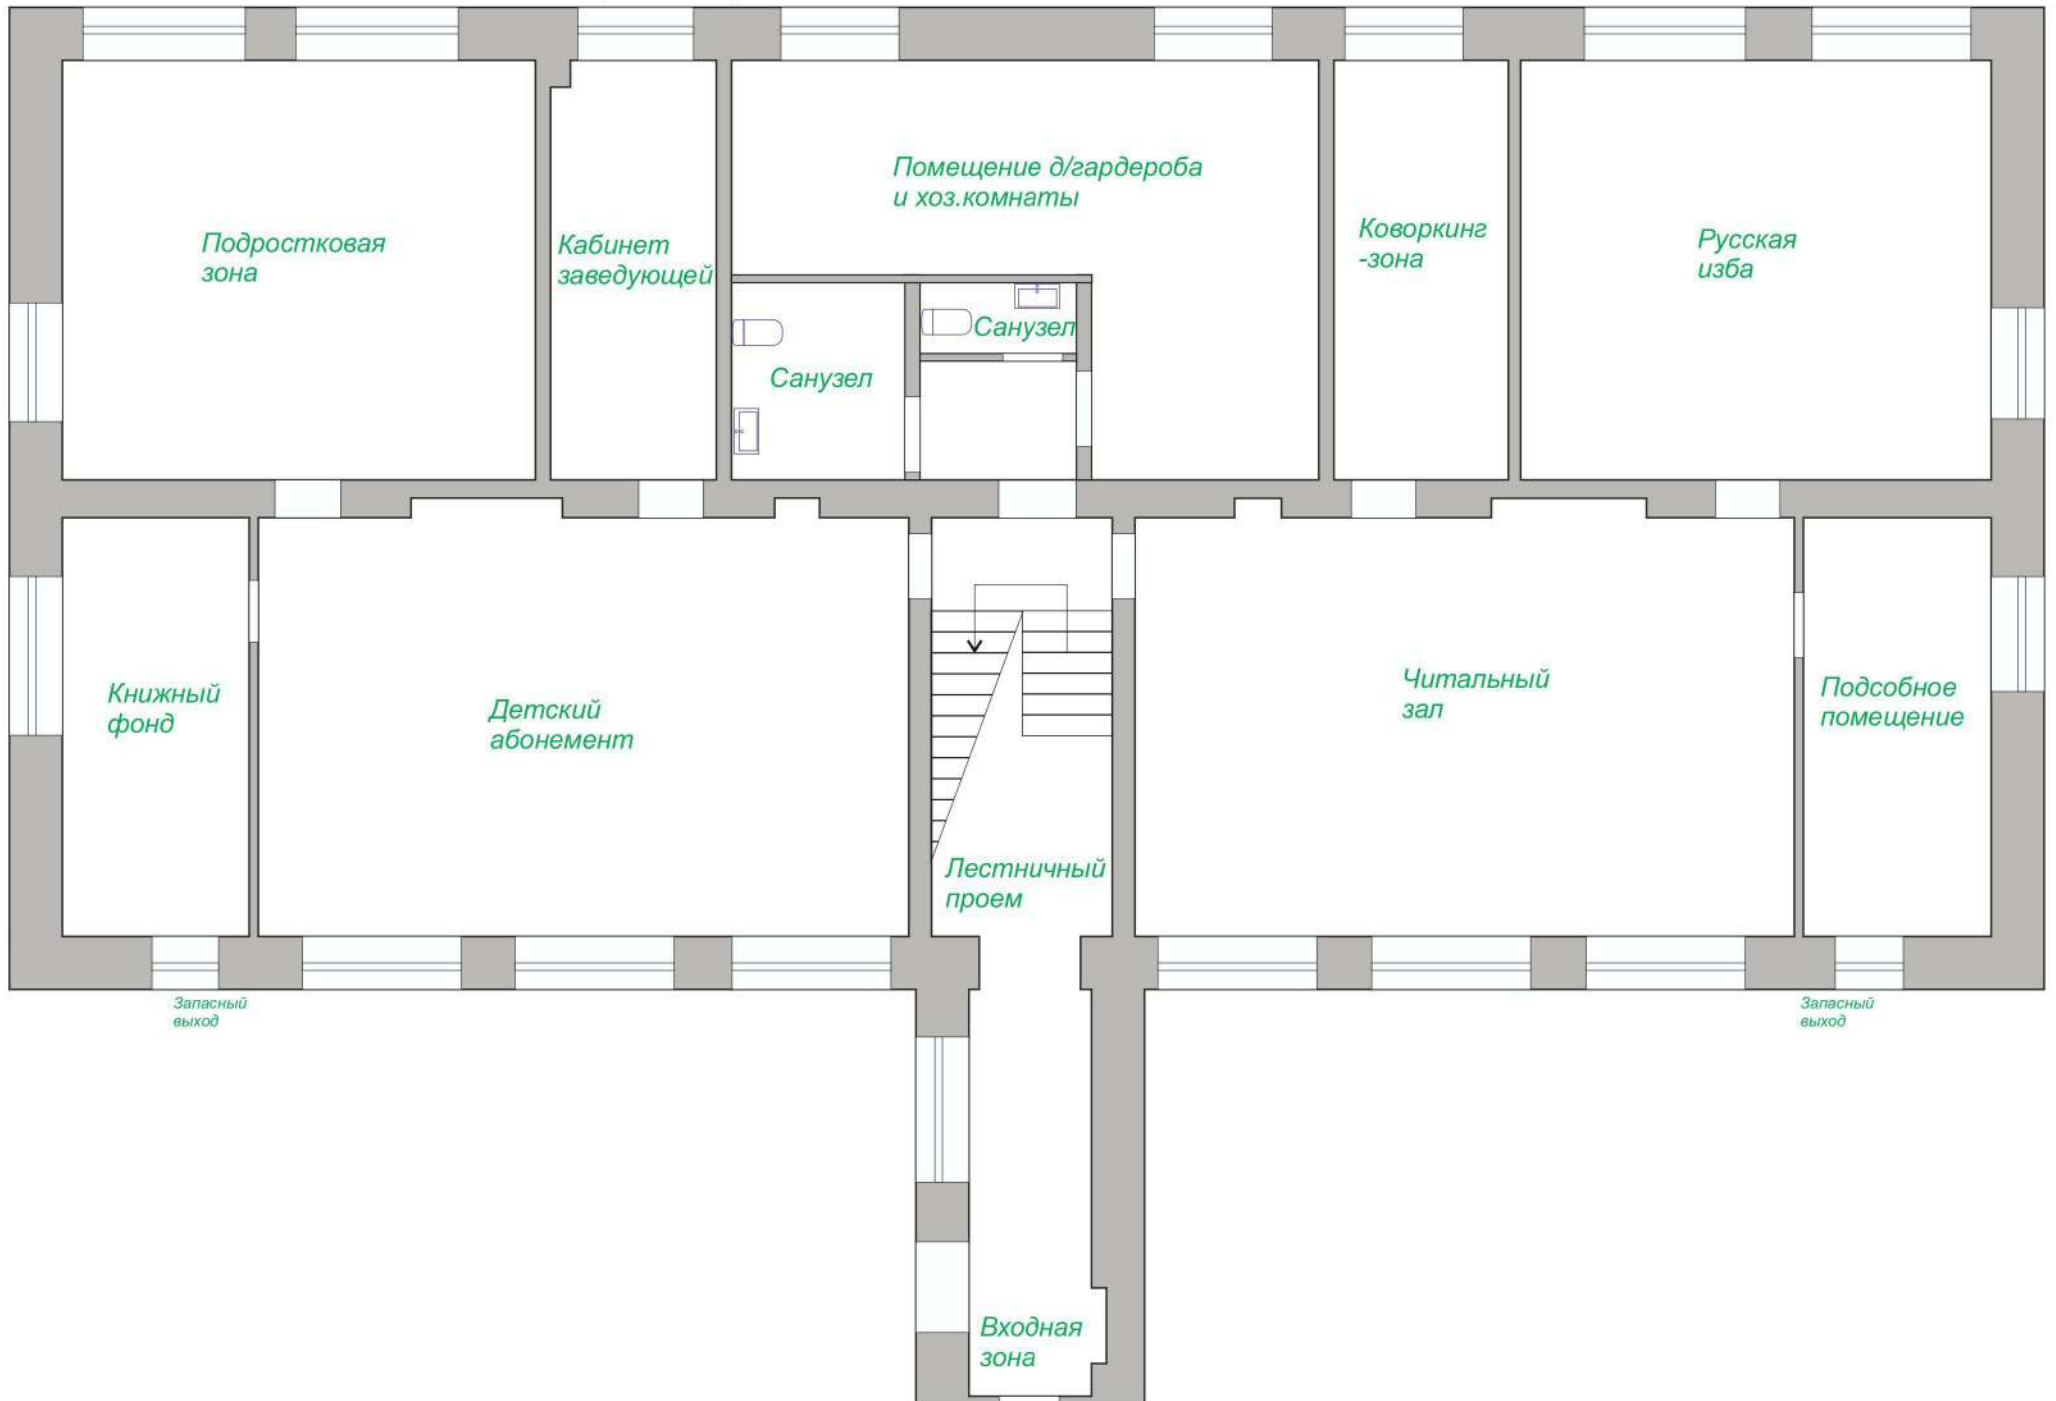 Помещение д/гардероба
и хоз.комнаты
Подростковая
зона
Кабинет
заведующей
Коворкинг
-зона
Русская
изба
Санузел
Санузел
Книжный
фонд
Детский
абонемент
Читальный
зал
Подсобное
помещение
Лестничный
проем
Запасный
выход
Запасный
выход
Входная
зона